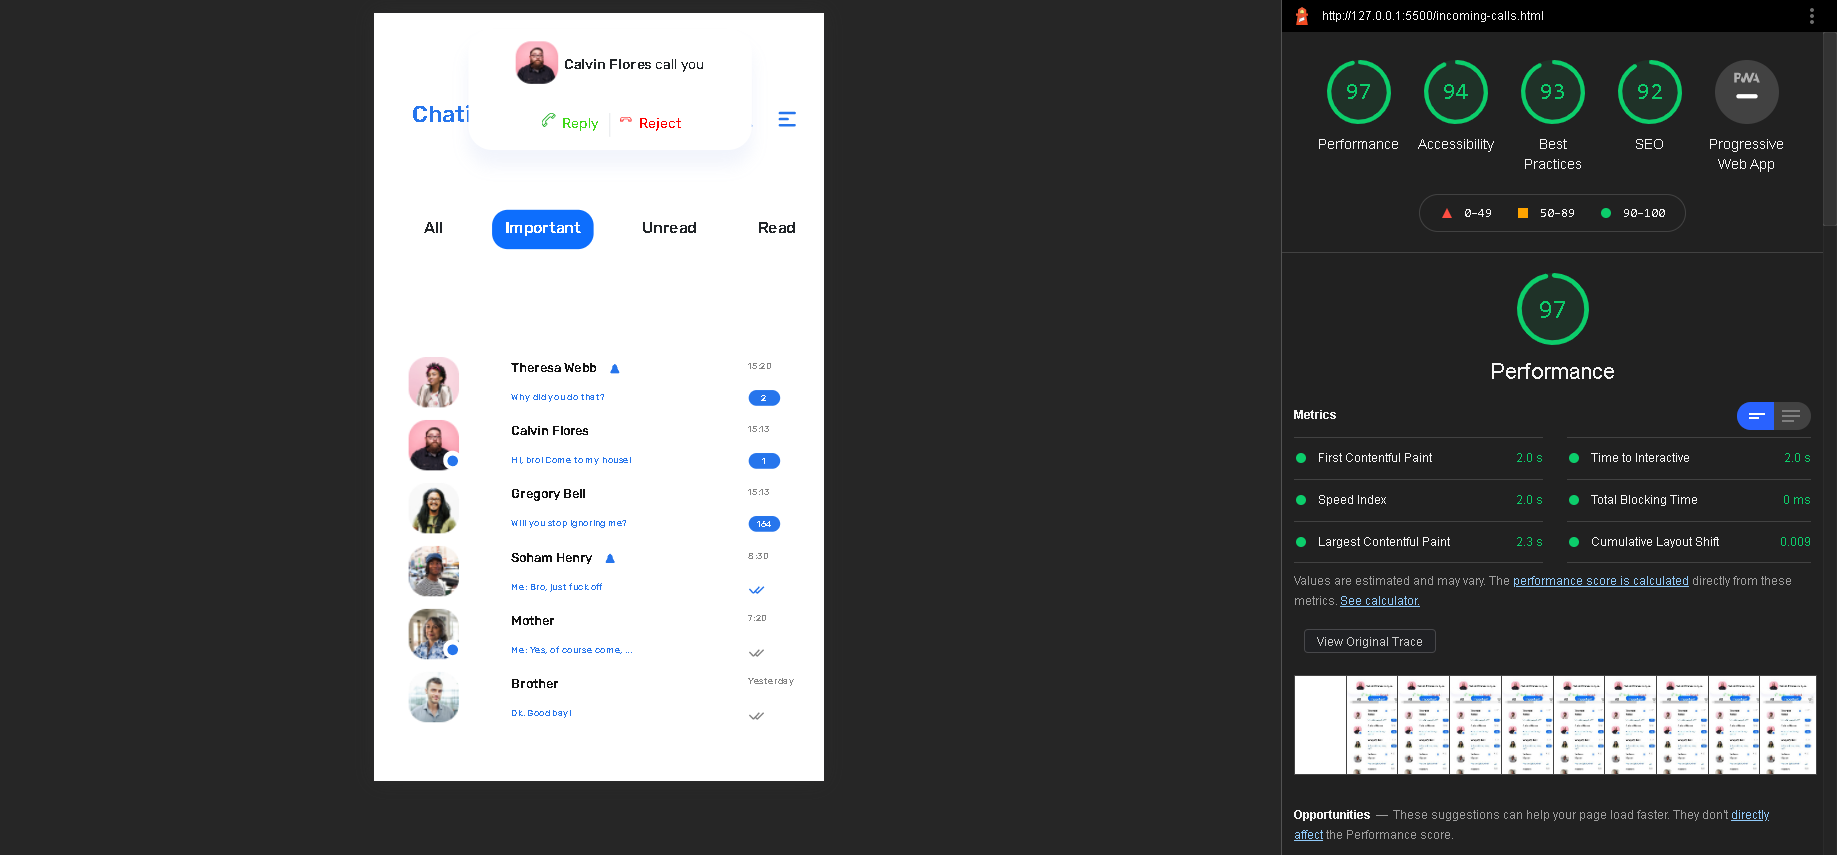 Calvin Flores call you
Chati
Reply
Reject
All
Important
Unread
Read
Theresa Webb
15:20
Why did you do that?
2
Calvin Flores
15:13
Hi, bro! Come to my house!
1
Gregory Bell
15:13
Will you stop ignoring me?
164
Soham Henry
8:30
Me: Bro, just fuck off
Mother
7:20
Me: Yes, of course come, ...
Brother
Yesterday
Ok. Good bay!
http://127.0.0.1:5500/incoming-calls.html
97
94
93
92
PWA
Performance
Accessibility
Best
Practices
SEO
Progressive
Web App
0–49
50–89
90–100
97
Performance
Metrics
First Contentful Paint 2.0 s
Time to Interactive 2.0 s
Speed Index 2.0 s
Total Blocking Time 0 ms
Largest Contentful Paint 2.3 s
Cumulative Layout Shift 0.009
Values are estimated and may vary. The performance score is calculated directly from these
metrics. See calculator.
View Original Trace
Opportunities — These suggestions can help your page load faster. They don't directly
affect the Performance score.